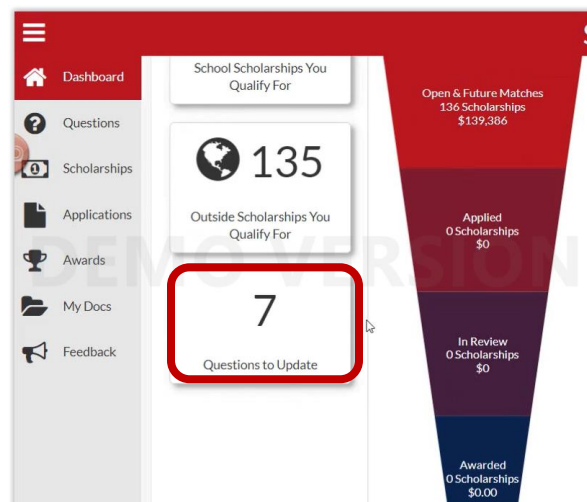 S
Dashboard
Questions
Scholarships
Applications
Awards
My Docs
Feedback
School Scholarships You
Qualify For
135
Outside Scholarships You
Qualify For
7
Questions to Update
Open & Future Matches
136 Scholarships
$139,386
Applied
0 Scholarships
$0
In Review
0 Scholarships
$0
Awarded
0 Scholarships
$0.00
DEMO VERSION